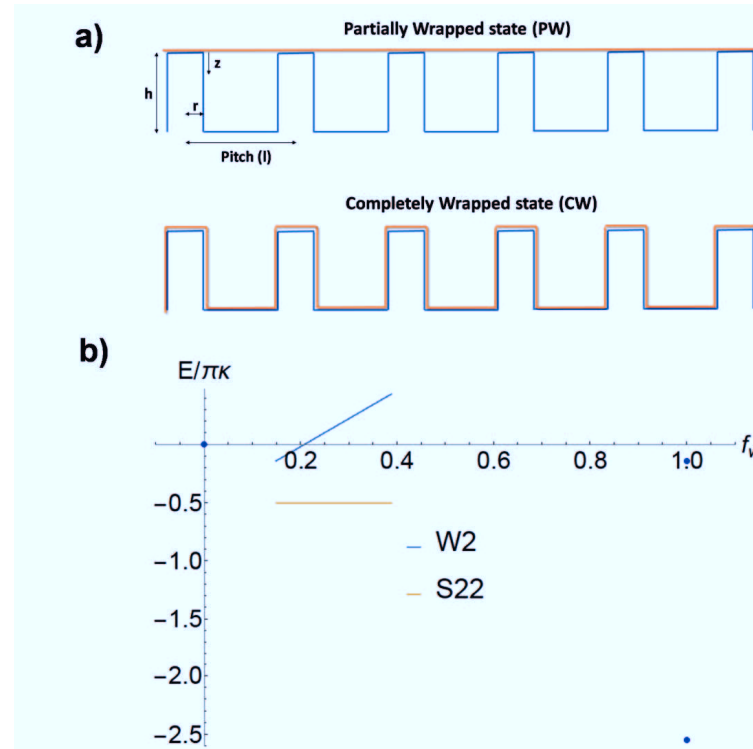 a)
Partially Wrapped state (PW)
z
h
r
Pitch (l)
Completely Wrapped state (CW)
b)
E/πκ
0.2 0.4 0.6 0.8 1.0
-0.5
-1.0
-1.5
-2.0
-2.5
W2
S22